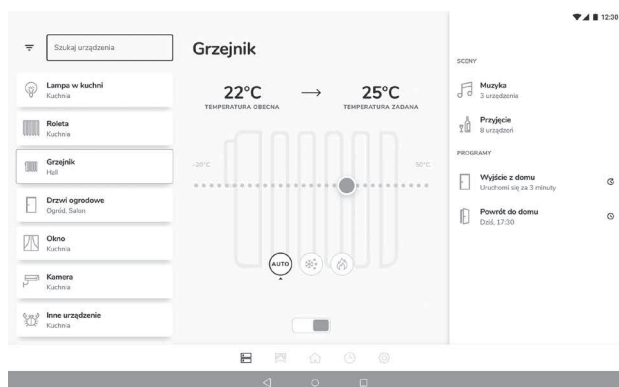 12:30
Szukaj urządzenia
Lampa w kuchni
Kuchnia
Roleta
Kuchnia
Grzejnik
Holl
Drzwi ogrodowe
Ogród, Salon
Okno
Kuchnia
Kamera
Kuchnia
Inne urządzenie
Kuchnia
Grzejnik
22°C
TEMPERATURA OBECNA
25°C
TEMPERATURA ZADANA
-20°C
50°C
AUTO
SCENY
Muzyka
3 urządzenia
Przyjęcie
8 urządzeń
PROGRAMY
Wyjście z domu
Uruchomi się za 3 minuty
Powrót do domu
Dziś, 17:30